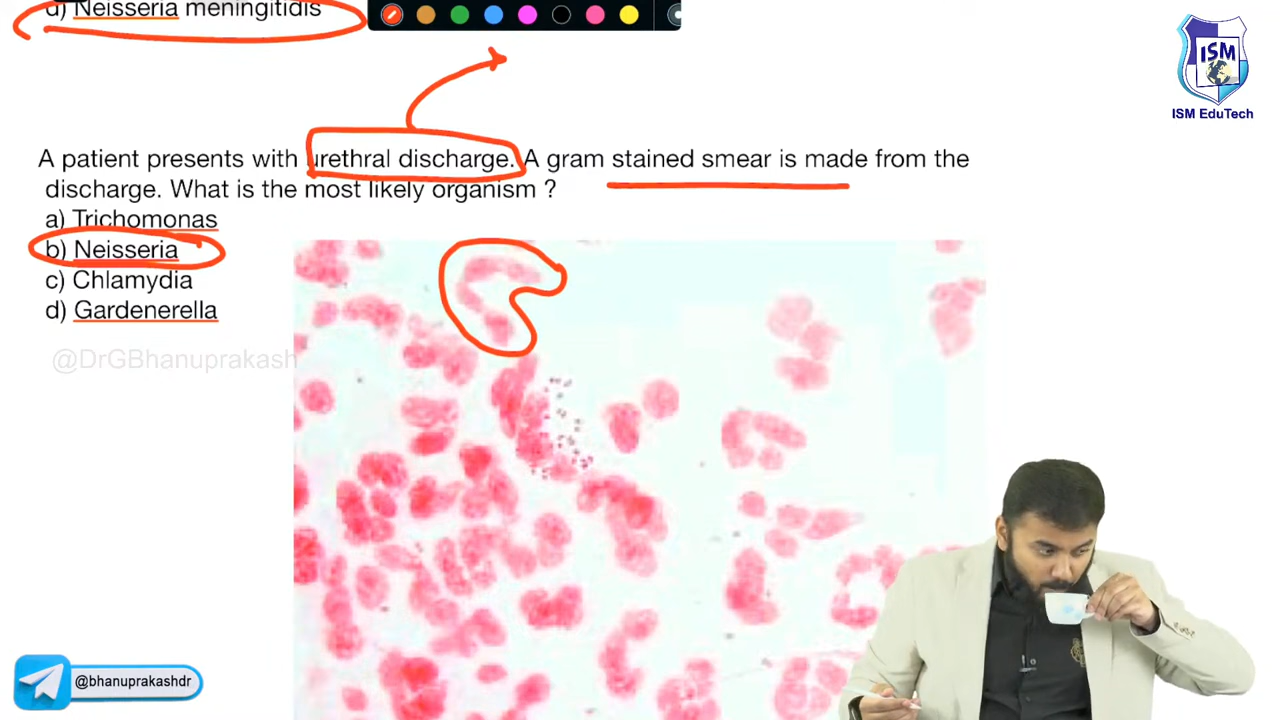 d) Neisseria meningitidis
ISM
ISM EduTech
A patient presents with urethral discharge. A gram stained smear is made from the
discharge. What is the most likely organism ?
a) Trichomonas
b) Neisseria
c) Chlamydia
d) Gardenerella
@DrGBhanuprakash
@bhanuprakashdr